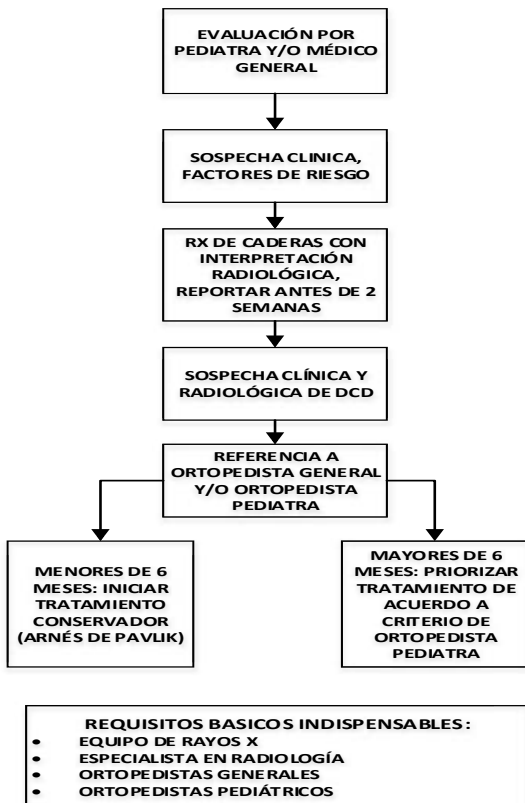 EVALUACIÓN POR
PEDIATRA Y/O MÉDICO
GENERAL
SOSPECHA CLINICA,
FACTORES DE RIESGO
RX DE CADERAS CON
INTERPRETACIÓN
RADIOLÓGICA,
REPORTAR ANTES DE 2
SEMANAS
SOSPECHA CLÍNICA Y
RADIOLÓGICA DE DCD
REFERENCIA A
ORTOPEDISTA GENERAL
Y/O ORTOPEDISTA
PEDIATRA
MENORES DE 6
MESES: INICIAR
TRATAMIENTO
CONSERVADOR
(ARNÉS DE PAVLIK)
MAYORES DE 6
MESES: PRIORIZAR
TRATAMIENTO DE
ACUERDO A
CRITERIO DE
ORTOPEDISTA
PEDIATRA
REQUISITOS BASICOS INDISPENSABLES:
• EQUIPO DE RAYOS X
• ESPECIALISTA EN RADIOLOGÍA
• ORTOPEDISTAS GENERALES
• ORTOPEDISTAS PEDIÁTRICOS